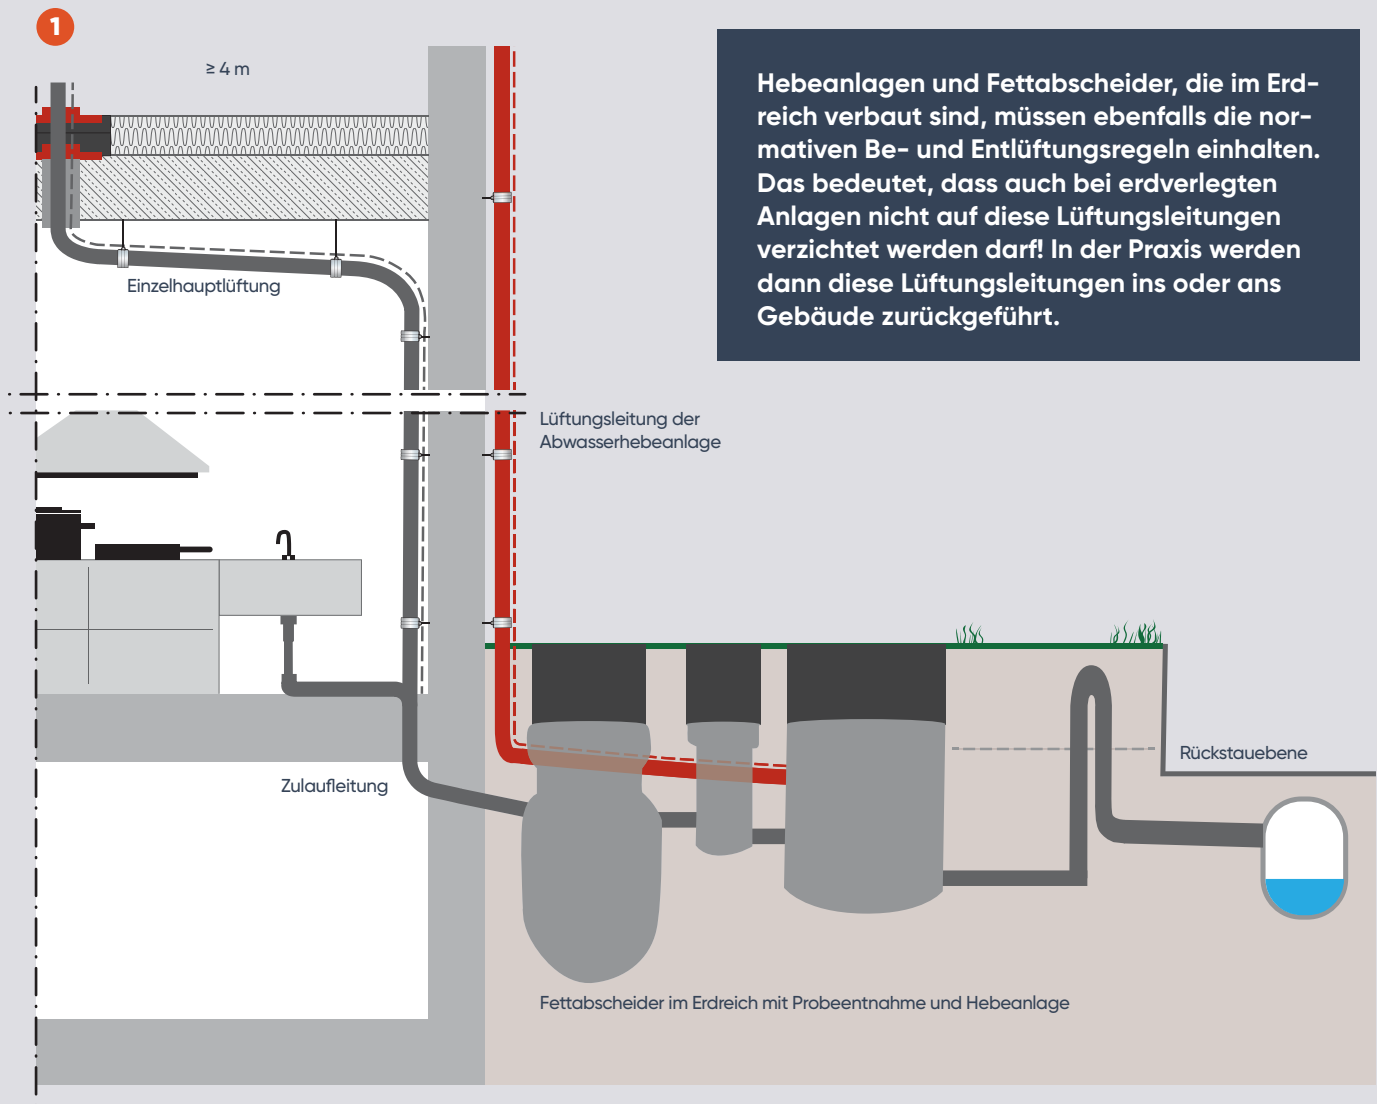 1
≥ 4 m
Hebeanlagen und Fettabscheider, die im Erd-
reich verbaut sind, müssen ebenfalls die nor-
mativen Be- und Entlüftungsregeln einhalten.
Das bedeutet, dass auch bei erdverlegten
Anlagen nicht auf diese Lüftungsleitungen
verzichtet werden darf! In der Praxis werden
dann diese Lüftungsleitungen ins oder ans
Gebäude zurückgeführt.
Einzelhauptlüftung
Lüftungsleitung der
Abwasserhebeanlage
Rückstauebene
Zulaufleitung
Fettabscheider im Erdreich mit Probeentnahme und Hebeanlage